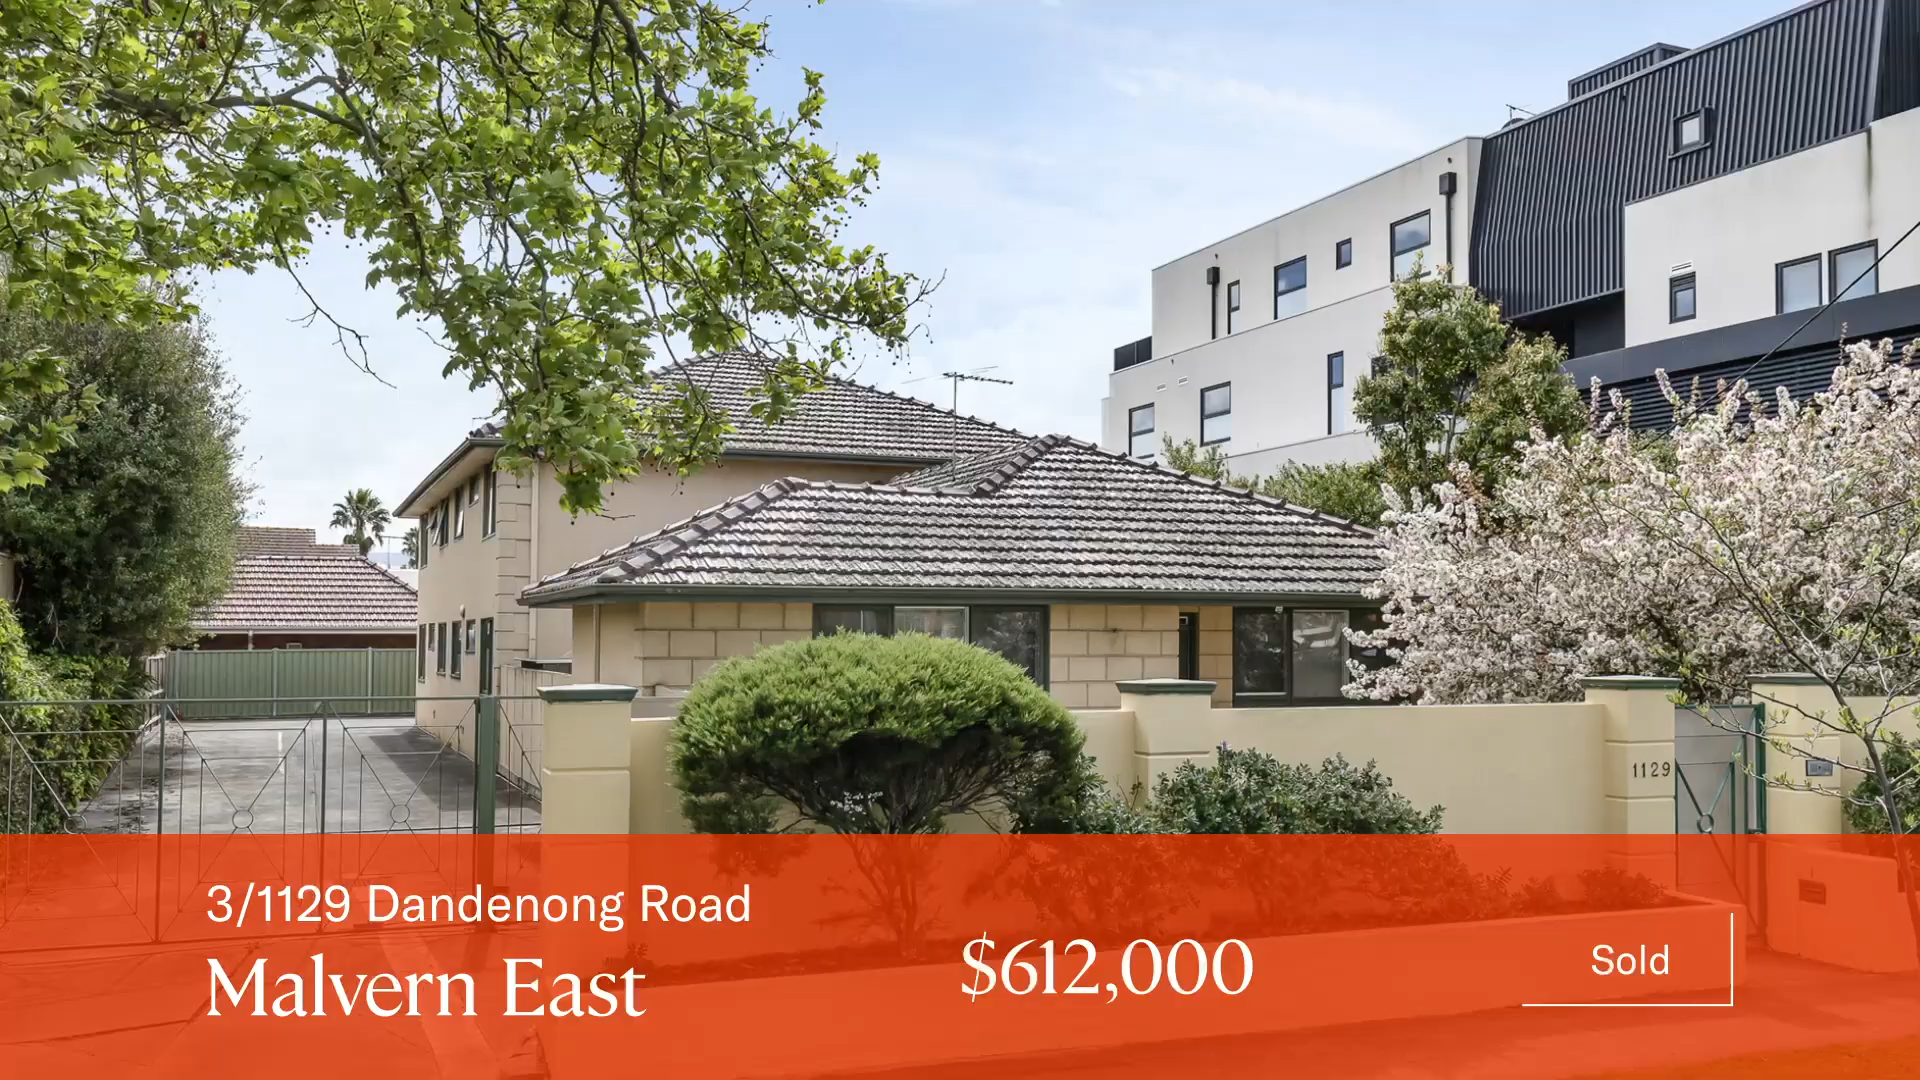 1129
3/1129 Dandenong Road
Malvern East
$612,000
Sold